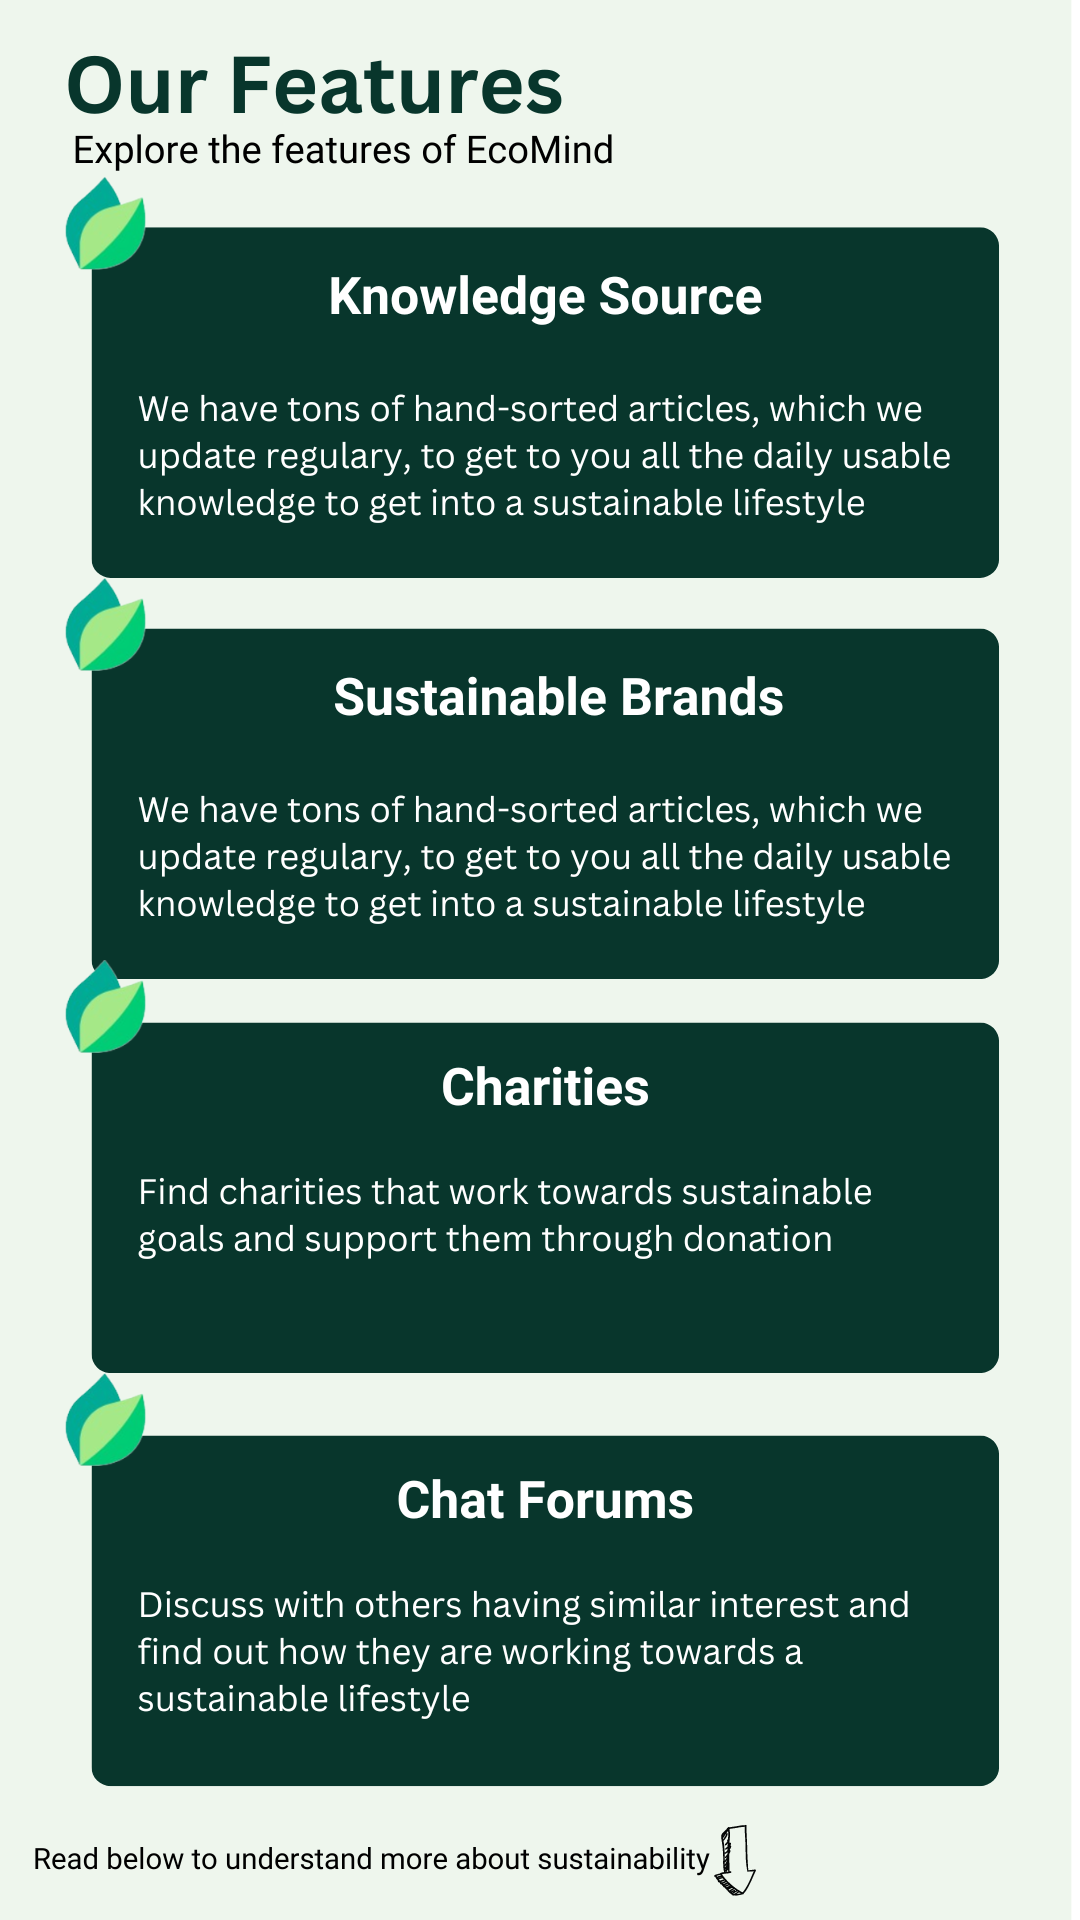 Our Features
Explore the features of EcoMind
Knowledge Source
We have tons of hand-sorted articles, which we
update regulary, to get to you all the daily usable
knowledge to get into a sustainable lifestyle
Sustainable Brands
We have tons of hand-sorted articles, which we
update regulary, to get to you all the daily usable
knowledge to get into a sustainable lifestyle
Charities
Find charities that work towards sustainable
goals and support them through donation
Chat Forums
Discuss with others having similar interest and
find out how they are working towards a
sustainable lifestyle
Read below to understand more about sustainability